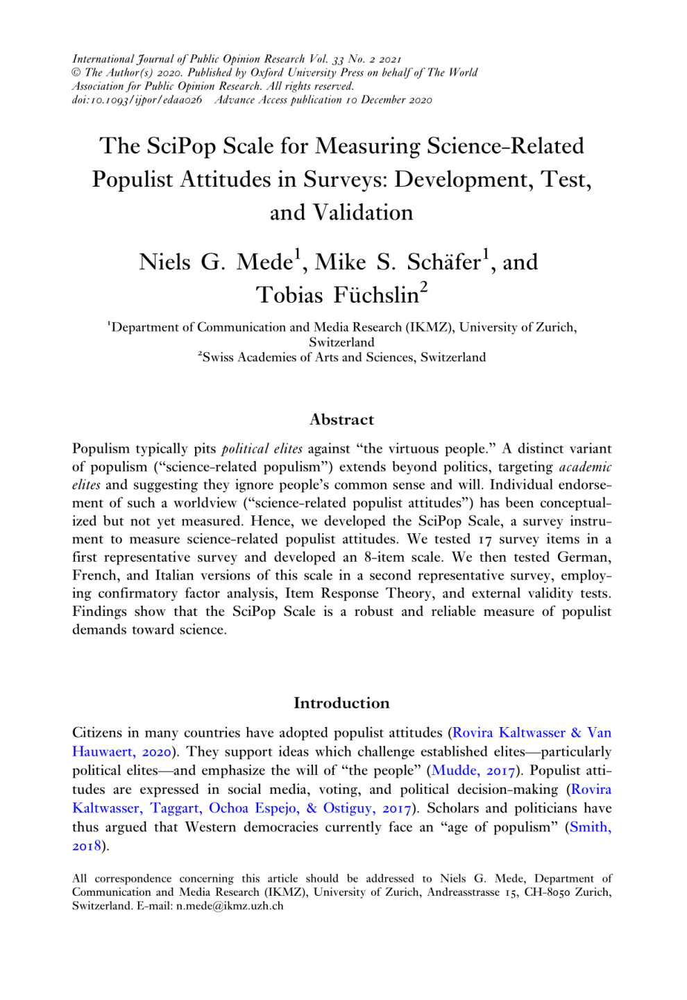 International Journal of Public Opinion Research Vol. 33 No. 2 2021
© The Author(s) 2020. Published by Oxford University Press on behalf of The World
Association for Public Opinion Research. All rights reserved.
doi:10.1093/ijpor/edaa026 Advance Access publication 10 December 2020
The SciPop Scale for Measuring Science-Related
Populist Attitudes in Surveys: Development, Test,
and Validation
Niels G. Mede1, Mike S. Schäfer1, and
Tobias Füchslin2
1Department of Communication and Media Research (IKMZ), University of Zurich,
Switzerland
2Swiss Academies of Arts and Sciences, Switzerland
Abstract
Populism typically pits political elites against “the virtuous people.” A distinct variant
of populism (“science-related populism”) extends beyond politics, targeting academic
elites and suggesting they ignore people’s common sense and will. Individual endorse-
ment of such a worldview (“science-related populist attitudes”) has been conceptual-
ized but not yet measured. Hence, we developed the SciPop Scale, a survey instru-
ment to measure science-related populist attitudes. We tested 17 survey items in a
first representative survey and developed an 8-item scale. We then tested German,
French, and Italian versions of this scale in a second representative survey, employ-
ing confirmatory factor analysis, Item Response Theory, and external validity tests.
Findings show that the SciPop Scale is a robust and reliable measure of populist
demands toward science.
Introduction
Citizens in many countries have adopted populist attitudes (Rovira Kaltwasser & Van
Hauwaert, 2020). They support ideas which challenge established elites—particularly
political elites—and emphasize the will of “the people” (Mudde, 2017). Populist atti-
tudes are expressed in social media, voting, and political decision-making (Rovira
Kaltwasser, Taggart, Ochoa Espejo, & Ostiguy, 2017). Scholars and politicians have
thus argued that Western democracies currently face an “age of populism” (Smith,
2018).
All correspondence concerning this article should be addressed to Niels G. Mede, Department of
Communication and Media Research (IKMZ), University of Zurich, Andreasstrasse 15, CH-8050 Zurich,
Switzerland. E-mail: n.mede@ikmz.uzh.ch